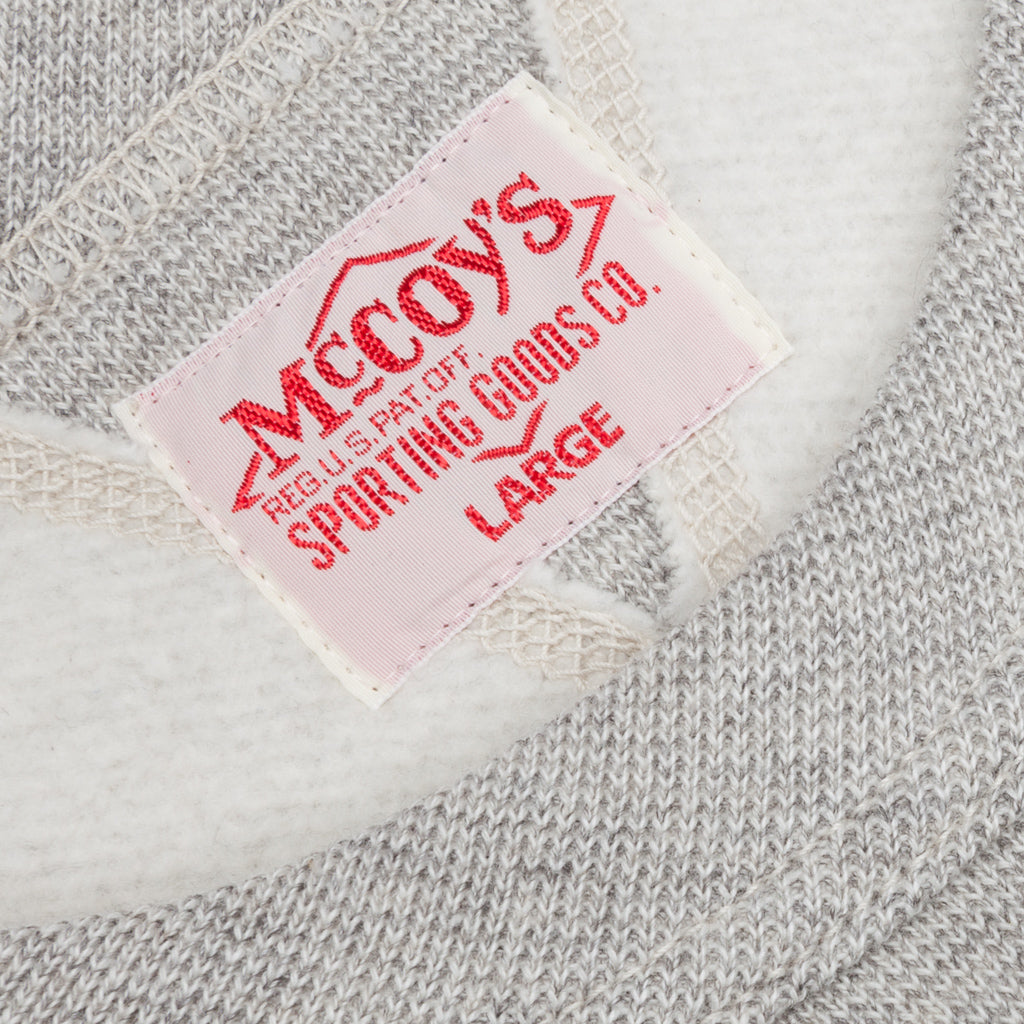 McCOY'S
REG. U.S. PAT. OFF.
SPORTING GOODS CO.
LARGE